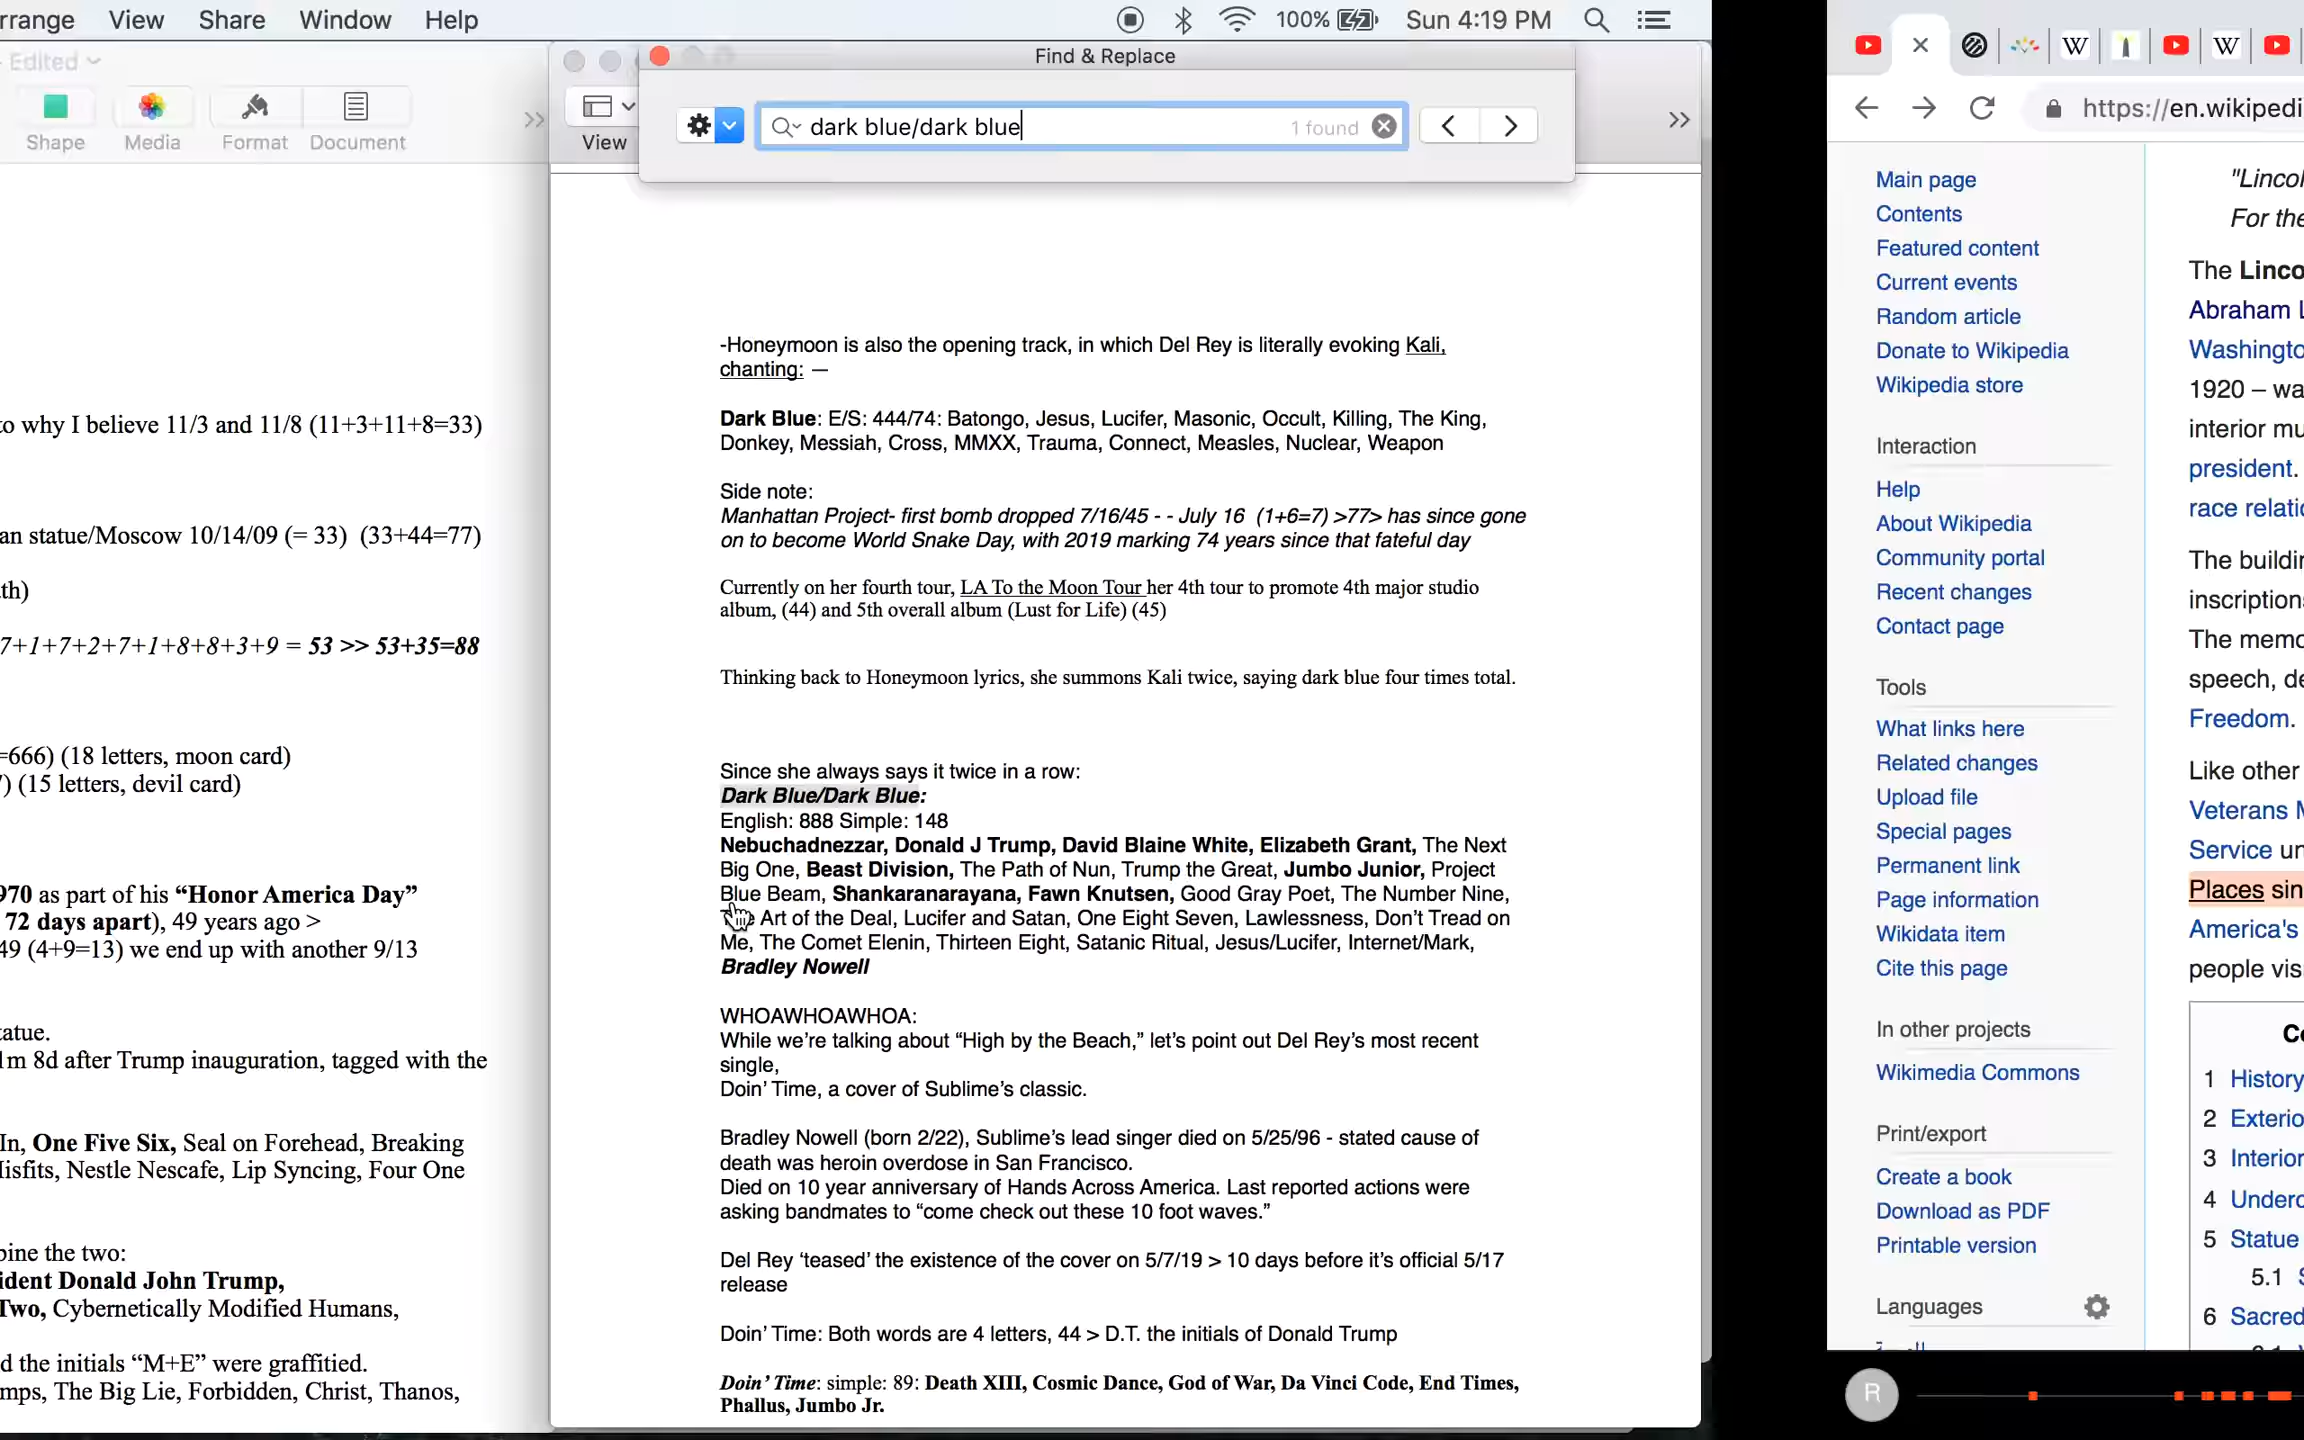 rrange View Share Window Help
100% Sun 4:19 PM
Edited
Shape Media Format Document
to why I believe 11/3 and 11/8 (11+3+11+8=33)
an statue/Moscow 10/14/09 (= 33) (33+44=77)
th)
7+1+7+2+7+1+8+8+3+9 = 53 >> 53+35=88
=666) (18 letters, moon card)
) (15 letters, devil card)
970 as part of his “Honor America Day”
72 days apart), 49 years ago >
49 (4+9=13) we end up with another 9/13
tatue.
1m 8d after Trump inauguration, tagged with the
In, One Five Six, Seal on Forehead, Breaking
isfits, Nestle Nescafe, Lip Syncing, Four One
bine the two:
ident Donald John Trump,
Two, Cybernetically Modified Humans,
d the initials “M+E” were graffitied.
mps, The Big Lie, Forbidden, Christ, Thanos,
Find & Replace
dark blue/dark blue 1 found
View
-Honeymoon is also the opening track, in which Del Rey is literally evoking Kali,
chanting: —
Dark Blue: E/S: 444/74: Batongo, Jesus, Lucifer, Masonic, Occult, Killing, The King,
Donkey, Messiah, Cross, MMXX, Trauma, Connect, Measles, Nuclear, Weapon
Side note:
Manhattan Project- first bomb dropped 7/16/45 - - July 16 (1+6=7) >77> has since gone
on to become World Snake Day, with 2019 marking 74 years since that fateful day
Currently on her fourth tour, LA To the Moon Tour her 4th tour to promote 4th major studio
album, (44) and 5th overall album (Lust for Life) (45)
Thinking back to Honeymoon lyrics, she summons Kali twice, saying dark blue four times total.
Since she always says it twice in a row:
Dark Blue/Dark Blue:
English: 888 Simple: 148
Nebuchadnezzar, Donald J Trump, David Blaine White, Elizabeth Grant, The Next
Big One, Beast Division, The Path of Nun, Trump the Great, Jumbo Junior, Project
Blue Beam, Shankaranarayana, Fawn Knutsen, Good Gray Poet, The Number Nine,
Art of the Deal, Lucifer and Satan, One Eight Seven, Lawlessness, Don’t Tread on
Me, The Comet Elenin, Thirteen Eight, Satanic Ritual, Jesus/Lucifer, Internet/Mark,
Bradley Nowell
WHOAWHOAWHOA:
While we’re talking about “High by the Beach,” let’s point out Del Rey’s most recent
single,
Doin’ Time, a cover of Sublime’s classic.
Bradley Nowell (born 2/22), Sublime’s lead singer died on 5/25/96 - stated cause of
death was heroin overdose in San Francisco.
Died on 10 year anniversary of Hands Across America. Last reported actions were
asking bandmates to “come check out these 10 foot waves.”
Del Rey ‘teased’ the existence of the cover on 5/7/19 > 10 days before it’s official 5/17
release
Doin’ Time: Both words are 4 letters, 44 > D.T. the initials of Donald Trump
Doin’ Time: simple: 89: Death XIII, Cosmic Dance, God of War, Da Vinci Code, End Times,
Phallus, Jumbo Jr.
https://en.wikipedi
Main page
Contents
Featured content
Current events
Random article
Donate to Wikipedia
Wikipedia store
Interaction
Help
About Wikipedia
Community portal
Recent changes
Contact page
Tools
What links here
Related changes
Upload file
Special pages
Permanent link
Page information
Wikidata item
Cite this page
In other projects
Wikimedia Commons
Print/export
Create a book
Download as PDF
Printable version
Languages
"Lincol
For the
The Linco
Abraham L
Washingto
1920 – wa
interior mu
president.
race relatio
The buildin
inscriptions
The memo
speech, de
Freedom.
Like other
Veterans M
Service un
Places sin
America's
people vis
Co
1 History
2 Exterio
3 Interior
4 Underc
5 Statue
5.1 S
6 Sacred
R